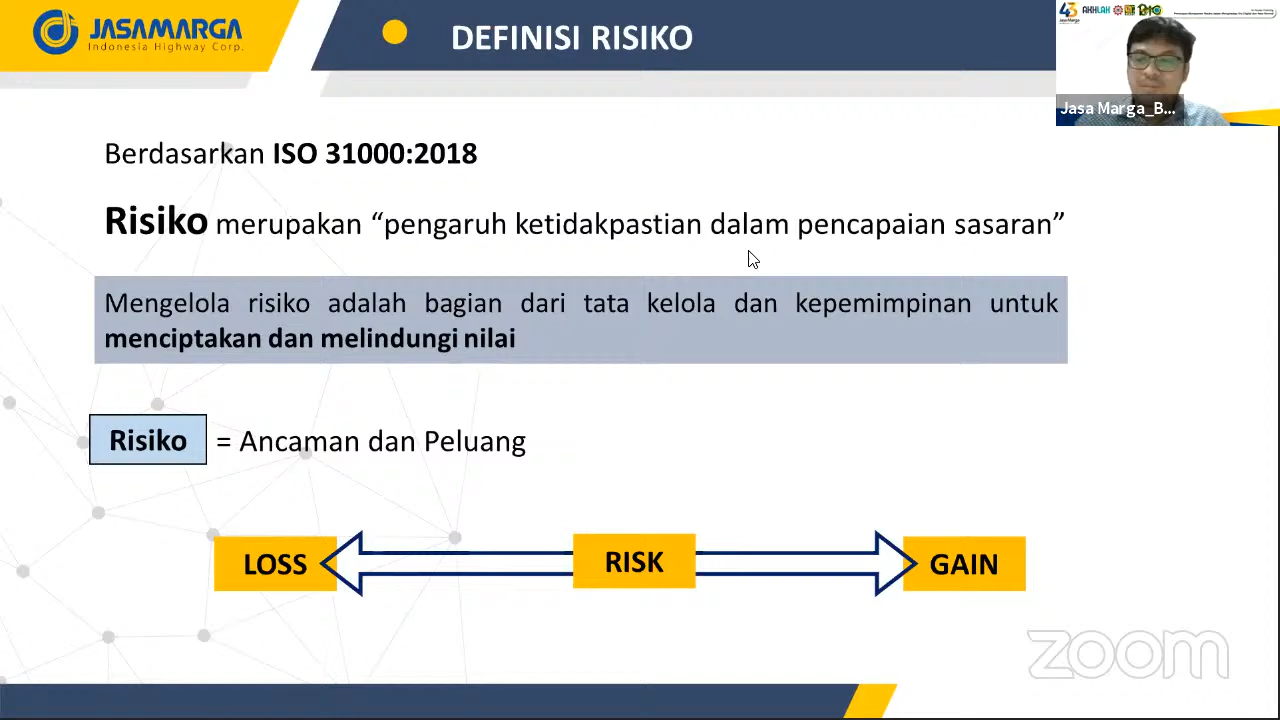 JASAMARGA
Indonesia Highway Corp.
DEFINISI RISIKO
43
AKHLAK
Jasa Marga_B...
Berdasarkan ISO 31000:2018
Risiko merupakan “pengaruh ketidakpastian dalam pencapaian sasaran”
Mengelola risiko adalah bagian dari tata kelola dan kepemimpinan untuk
menciptakan dan melindungi nilai
Risiko = Ancaman dan Peluang
LOSS
RISK
GAIN
zoom